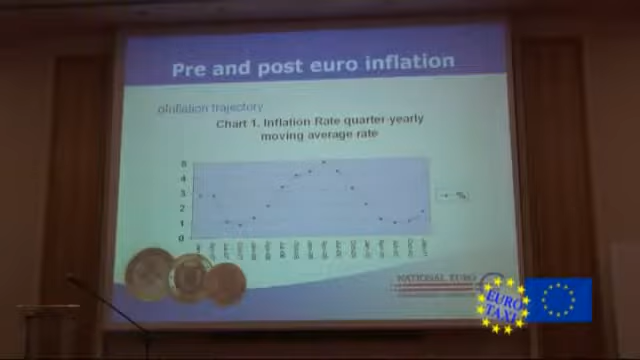 Pre and post euro inflation
Inflation trajectory
Chart 1. Inflation Rate quarter-yearly
moving average rate
5
4
3
2
1
0
%
NATIONAL EURO
EURO
TAXI